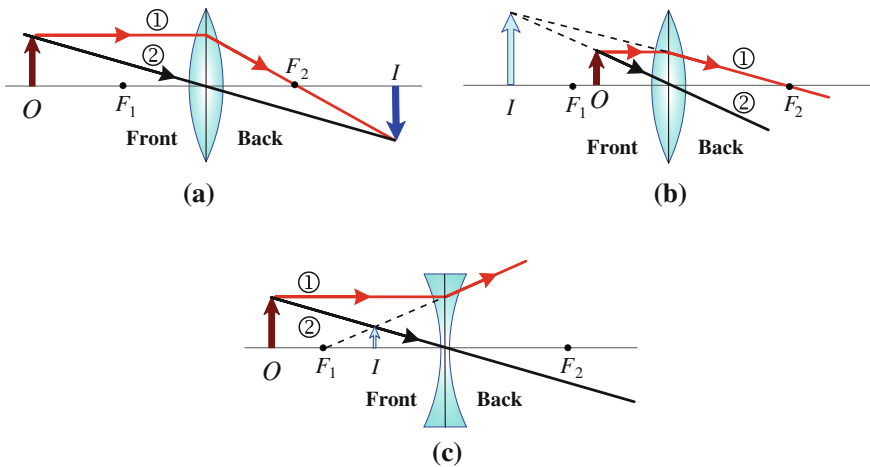 ① ②
O F₁ F₂ I
Front Back
(a)
I F₁ O ① ② F₂
Front Back
(b)
① ②
O F₁ I F₂
Front Back
(c)